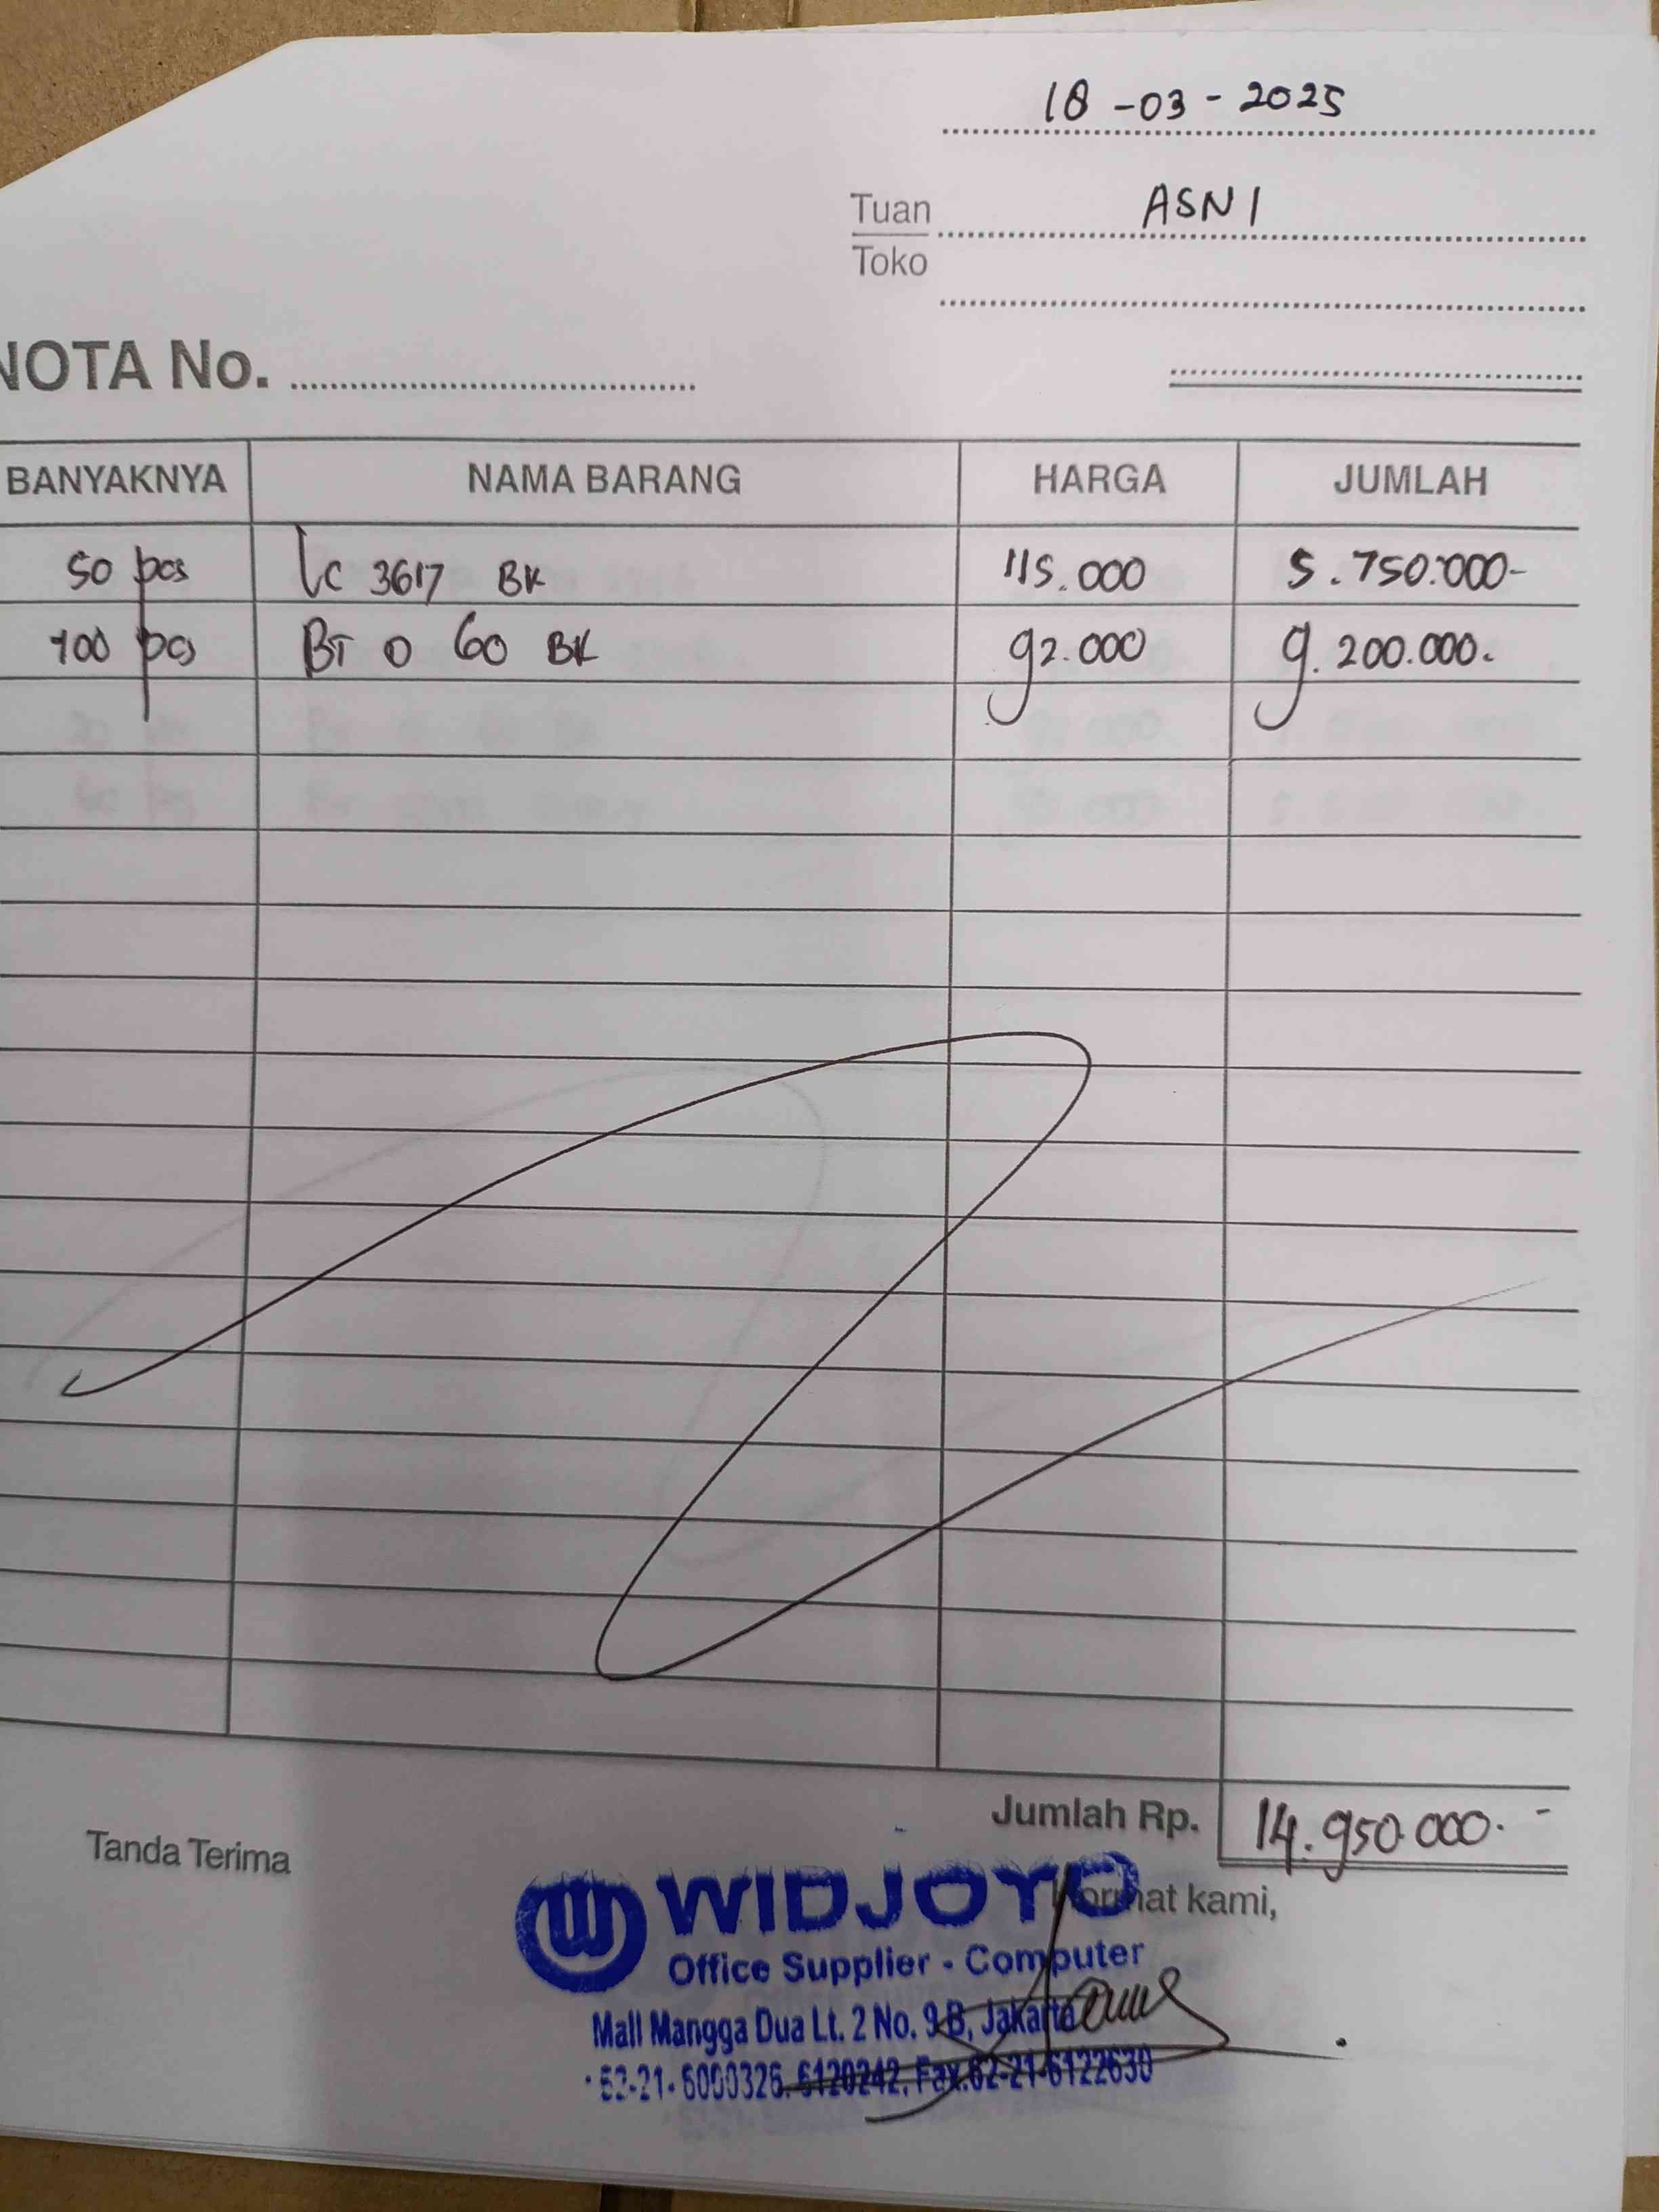 18-03-2025
Tuan ASNI
Toko
NOTA No.
BANYAKNYA NAMA BARANG HARGA JUMLAH
50 pcs LC 3617 BK 115.000 5.750.000-
100 pcs BT D 60 BK 92.000 9.200.000.
Jumlah Rp. 14.950.000.-
Tanda Terima
Hormat kami,
WIDJOYO
Office Supplier - Computer
Mall Mangga Dua Lt. 2 No. 9 B, Jakarta
62-21-6000326, 6120242, Fax.62-21-6122630